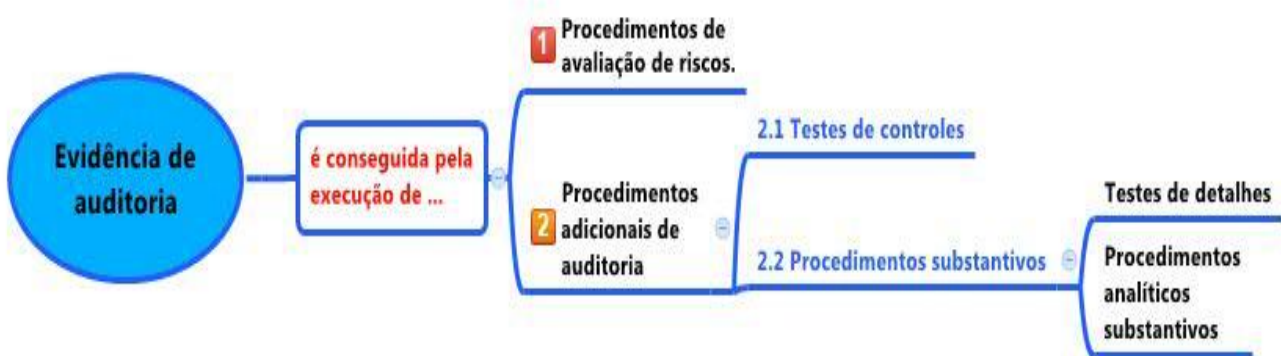 Evidência de
auditoria
é conseguida pela
execução de ...
1
Procedimentos de
avaliação de riscos.
2
Procedimentos
adicionais de
auditoria
2.1 Testes de controles
2.2 Procedimentos substantivos
Testes de detalhes
Procedimentos
analíticos
substantivos